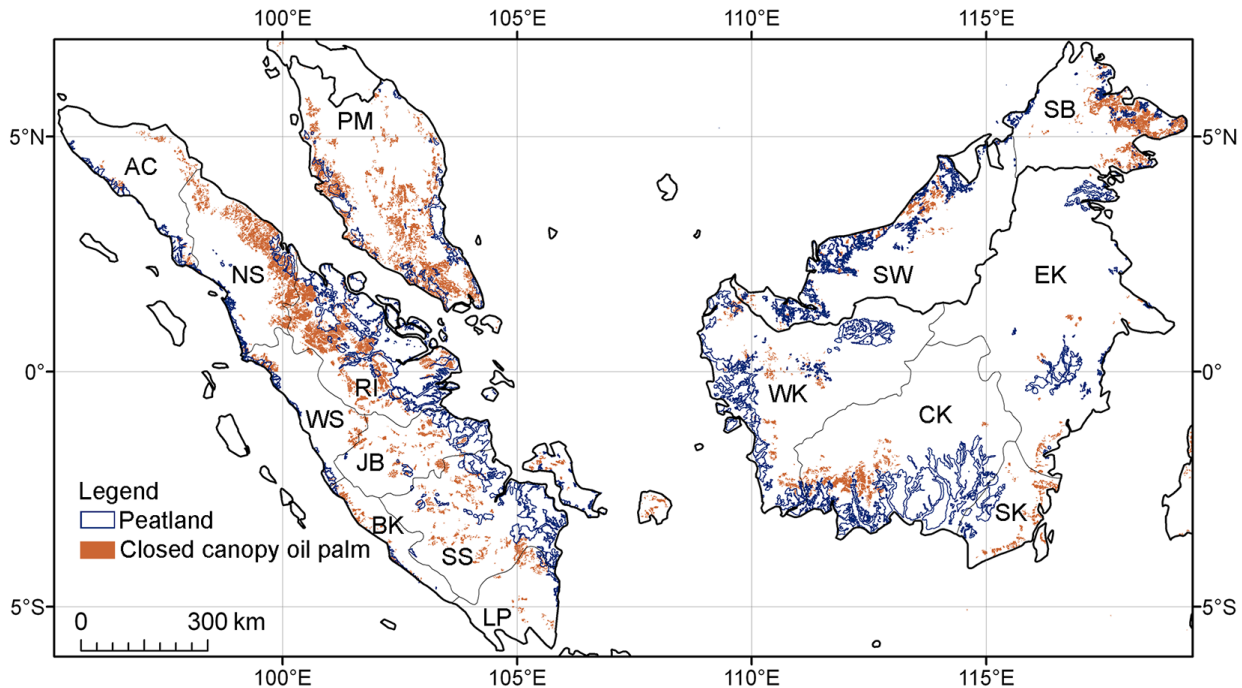 100°E 105°E 110°E 115°E
SB
PM
5°N 5°N
AC
NS SW EK
0° 0°
RI
WK
WS CK
JB
Legend
Peatland
SK
BK
Closed canopy oil palm
SS
5°S 5°S
0 300 km
LP
100°E 105°E 110°E 115°E